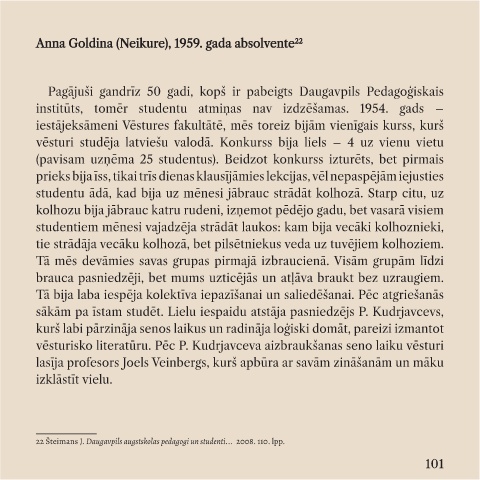 Anna Goldina (Neikure), 1959. gada absolvente22
Pagājuši gandrīz 50 gadi, kopš ir pabeigts Daugavpils Pedagoģiskais
institūts, tomēr studentu atmiņas nav izdzēšamas. 1954. gads –
iestājeksāmeni Vēstures fakultātē, mēs toreiz bijām vienīgais kurss, kurš
vēsturi studēja latviešu valodā. Konkurss bija liels – 4 uz vienu vietu
(pavisam uzņēma 25 studentus). Beidzot konkurss izturēts, bet pirmais
prieks bija īss, tikai trīs dienas klausījāmies lekcijas, vēl nepaspējām iejusties
studentu ādā, kad bija uz mēnesi jābrauc strādāt kolhozā. Starp citu, uz
kolhozu bija jābrauc katru rudeni, izņemot pēdējo gadu, bet vasarā visiem
studentiem mēnesi vajadzēja strādāt laukos: kam bija vecāki kolhoznieki,
tie strādāja vecāku kolhozā, bet pilsētniekus veda uz tuvējiem kolhoziem.
Tā mēs devāmies savas grupas pirmajā izbraucienā. Visām grupām līdzi
brauca pasniedzēji, bet mums uzticējās un atļāva braukt bez uzraugiem.
Tā bija laba iespēja kolektīva iepazīšanai un saliedēšanai. Pēc atgriešanās
sākām pa īstam studēt. Lielu iespaidu atstāja pasniedzējs P. Kudrjavcevs,
kurš labi pārzināja senos laikus un radināja loģiski domāt, pareizi izmantot
vēsturisko literatūru. Pēc P. Kudrjavceva aizbraukšanas seno laiku vēsturi
lasīja profesors Joels Veinbergs, kurš apbūra ar savām zināšanām un māku
izklāstīt vielu.
22 Šteimans J. Daugavpils augstskolas pedagogi un studenti... 2008. 110. lpp.
101